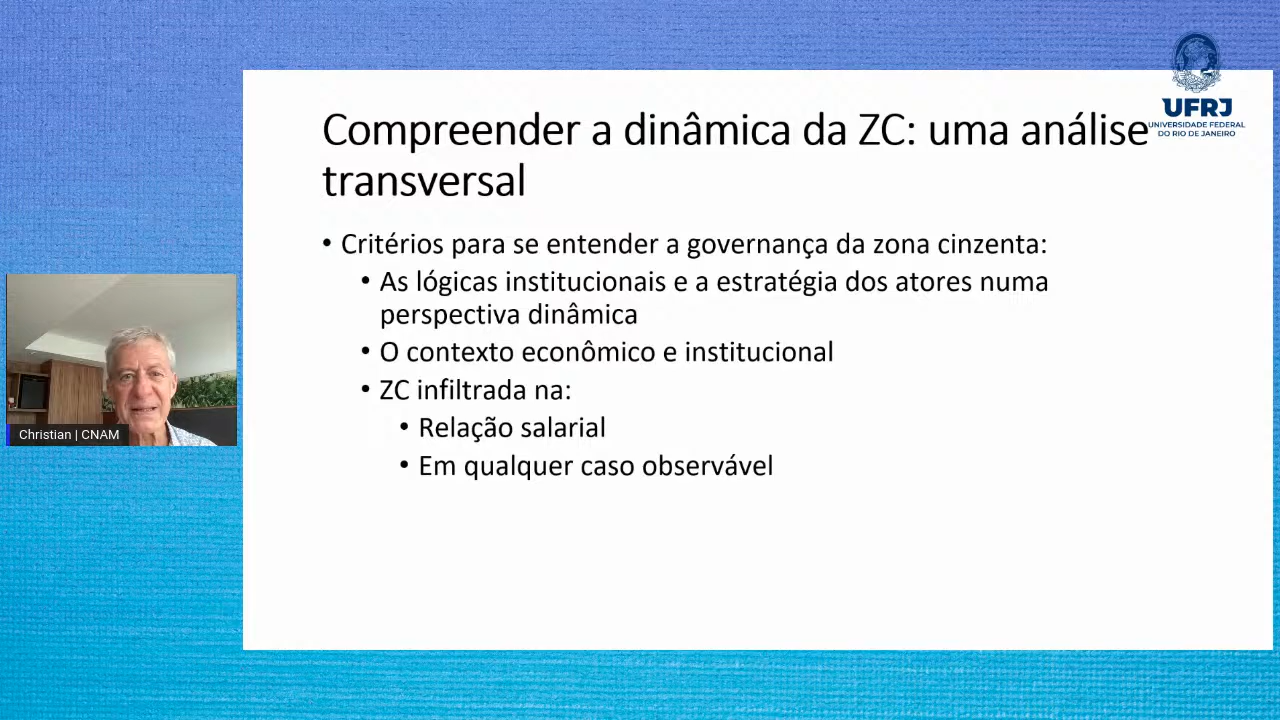 UFRJ
UNIVERSIDADE FEDERAL
DO RIO DE JANEIRO
Compreender a dinâmica da ZC: uma análise
transversal
• Critérios para se entender a governança da zona cinzenta:
• As lógicas institucionais e a estratégia dos atores numa
perspectiva dinâmica
• O contexto econômico e institucional
• ZC infiltrada na:
• Relação salarial
• Em qualquer caso observável
Christian | CNAM